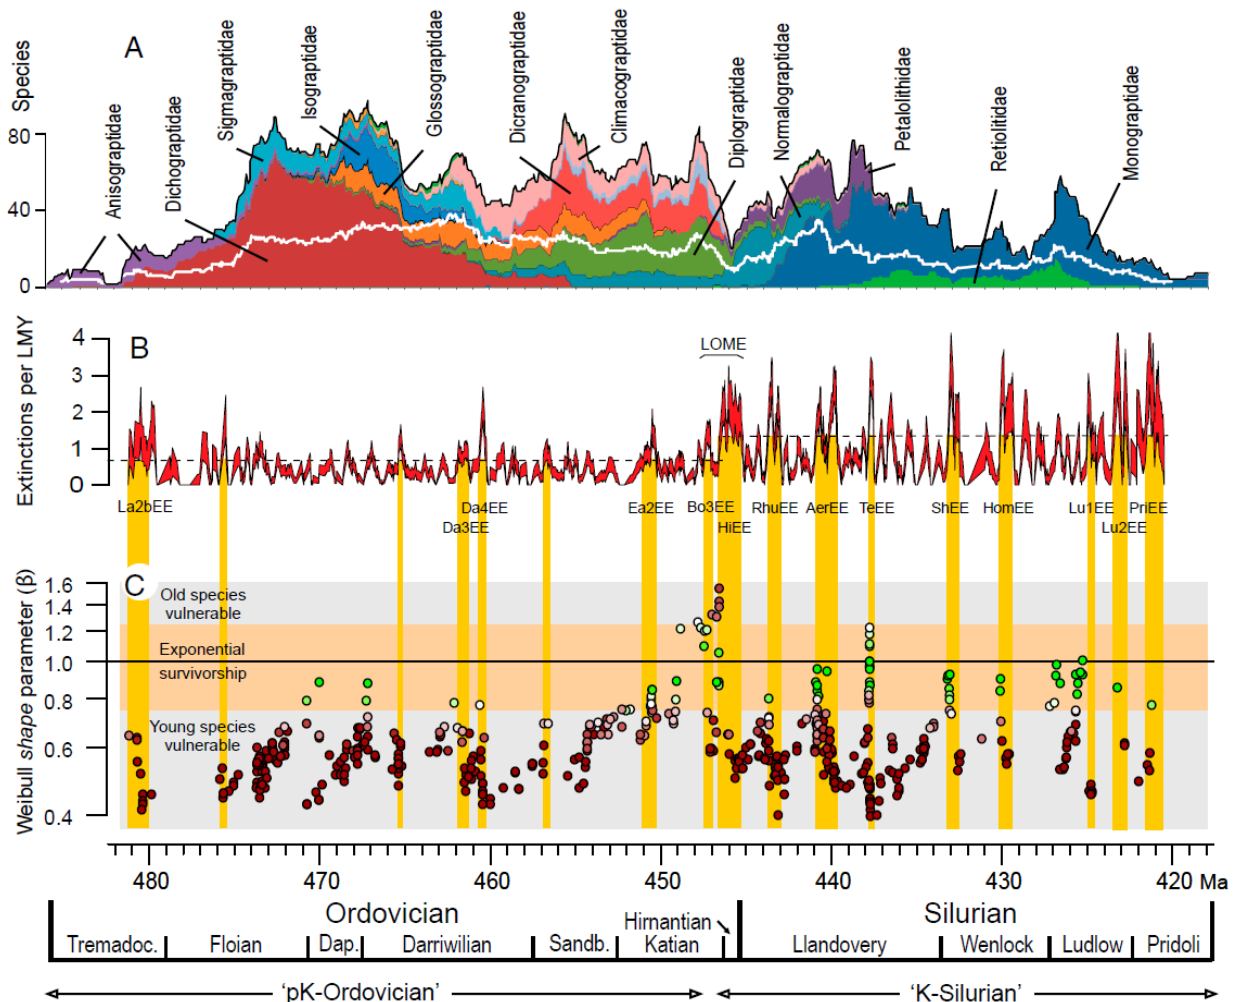 A
Species
80
40
0
Anisograptidae
Dichograptidae
Sigmagraptidae
Isograptidae
Glossograptidae
Dicranograptidae
Climacograptidae
Diplograptidae
Normalograptidae
Petalolithidae
Retiolitidae
Monograptidae
B
Extinctions per LMY
4
3
2
1
0
LOME
La2bEE
Da3EE
Da4EE
Ea2EE
Bo3EE
HiEE
RhuEE
AerEE
TeEE
ShEE
HomEE
Lu1EE
Lu2EE
PriEE
C
Weibull shape parameter (β)
1.6
1.4
1.2
1.0
0.8
0.6
0.4
Old species
vulnerable
Exponential
survivorship
Young species
vulnerable
480 470 460 450 440 430 420 Ma
Ordovician Hirnantian Silurian
Tremadoc. Floian Dap. Darriwilian Sandb. Katian Llandovery Wenlock Ludlow Pridoli
'pK-Ordovician' 'K-Silurian'